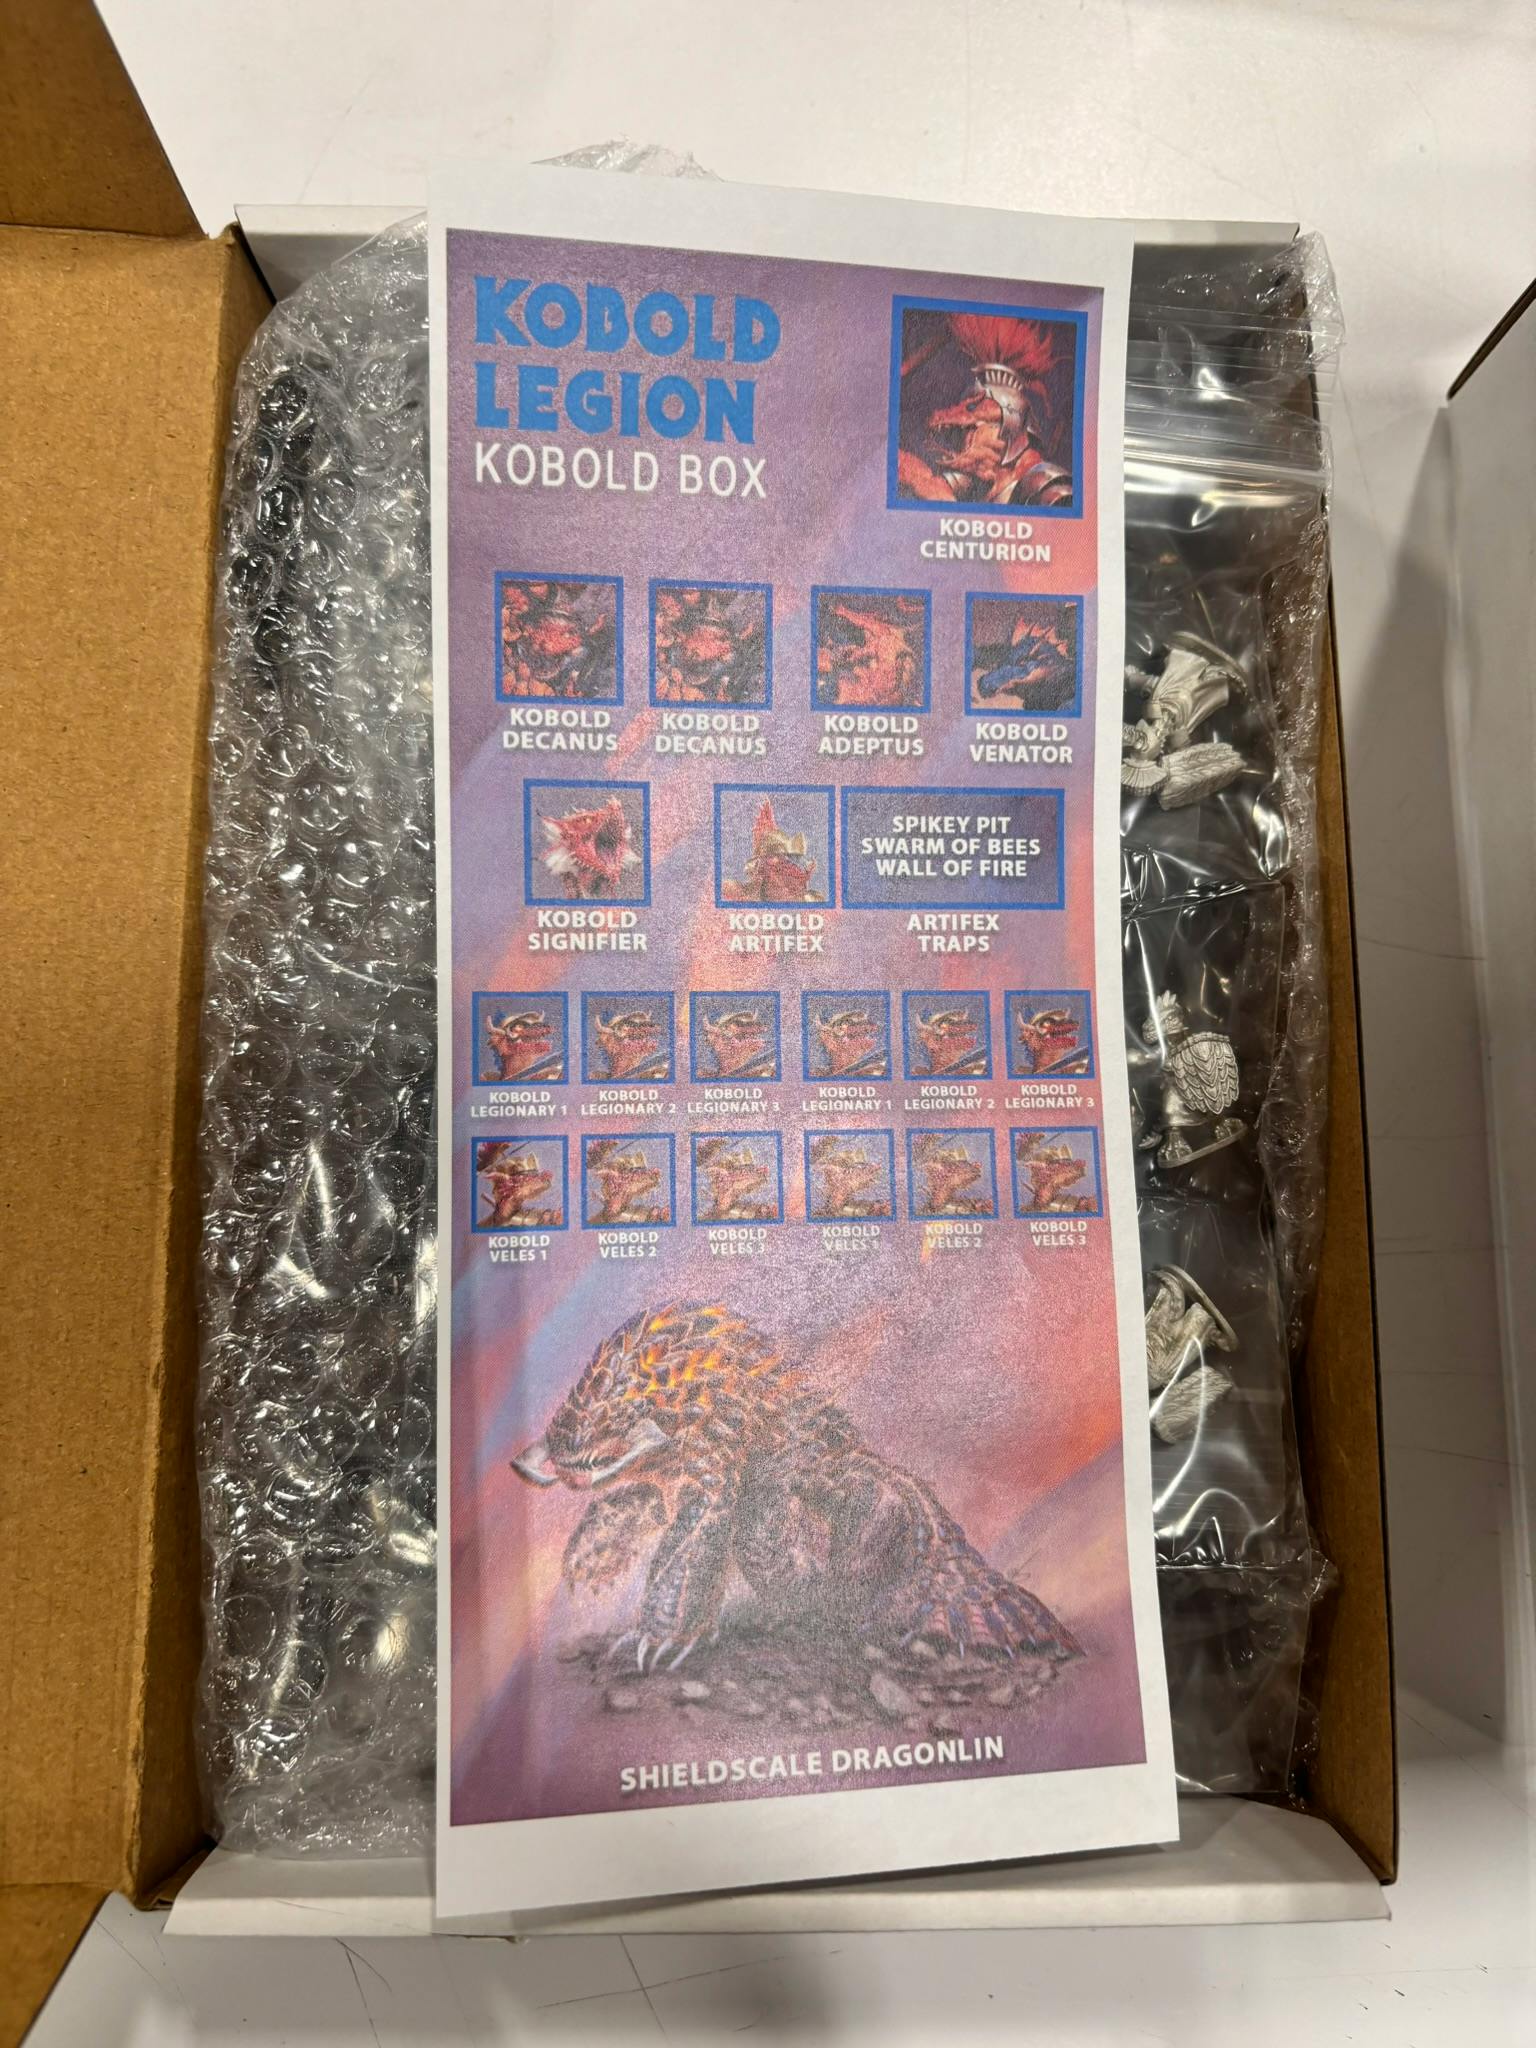 KOBOLD
LEGION
KOBOLD BOX
KOBOLD
CENTURION
KOBOLD
DECANUS
KOBOLD
DECANUS
KOBOLD
ADEPTUS
KOBOLD
VENATOR
KOBOLD
SIGNIFIER
KOBOLD
ARTIFEX
SPIKEY PIT
SWARM OF BEES
WALL OF FIRE
ARTIFEX
TRAPS
KOBOLD
LEGIONARY 1
KOBOLD
LEGIONARY 2
KOBOLD
LEGIONARY 3
KOBOLD
LEGIONARY 1
KOBOLD
LEGIONARY 2
KOBOLD
LEGIONARY 3
KOBOLD
VELES 1
KOBOLD
VELES 2
KOBOLD
VELES 3
KOBOLD
VELES 1
KOBOLD
VELES 2
KOBOLD
VELES 3
SHIELDSCALE DRAGONLIN